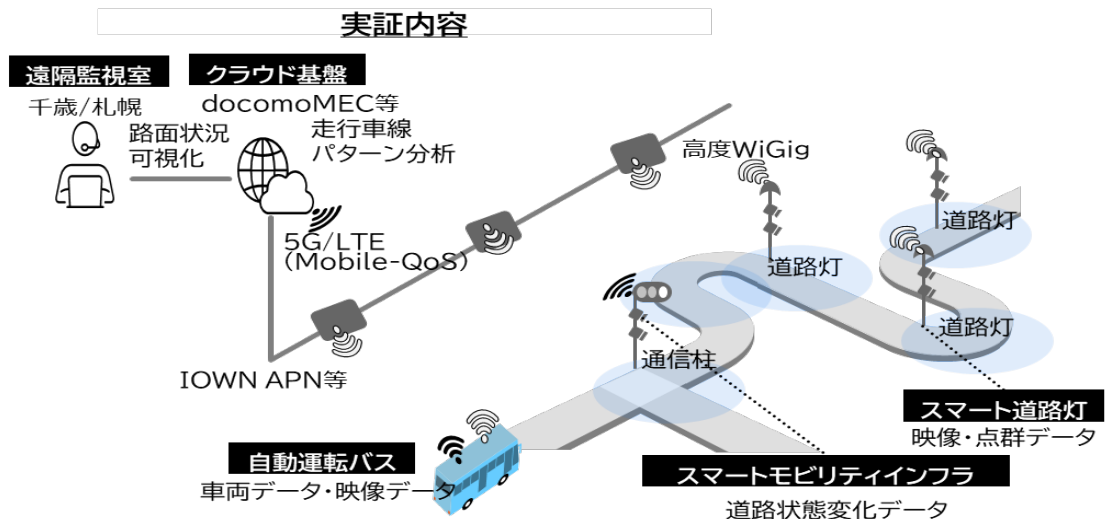 実証内容
遠隔監視室
千歳/札幌
路面状況
可視化
クラウド基盤
docomoMEC等
走行車線
パターン分析
5G/LTE
(Mobile-QoS)
IOWN APN等
高度WiGig
道路灯
道路灯
道路灯
通信柱
スマート道路灯
映像・点群データ
自動運転バス
車両データ・映像データ
スマートモビリティインフラ
道路状態変化データ